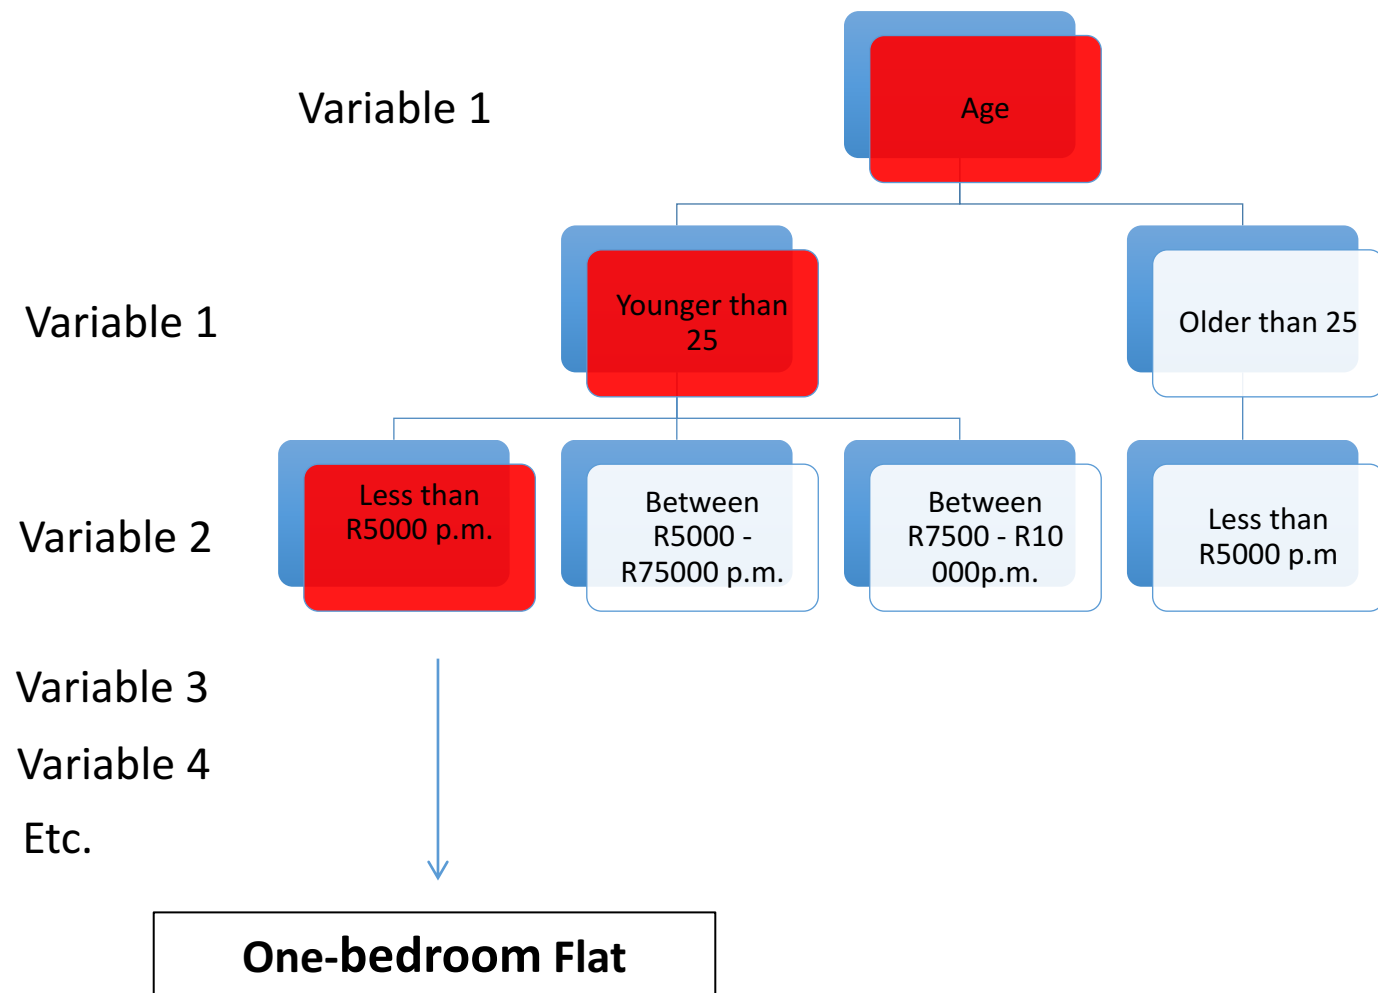 Variable 1
Age
Variable 1
Younger than
25
Older than 25
Variable 2
Less than
R5000 p.m.
Between
R5000 -
R75000 p.m.
Between
R7500 - R10
000p.m.
Less than
R5000 p.m
Variable 3
Variable 4
Etc.
One-bedroom Flat